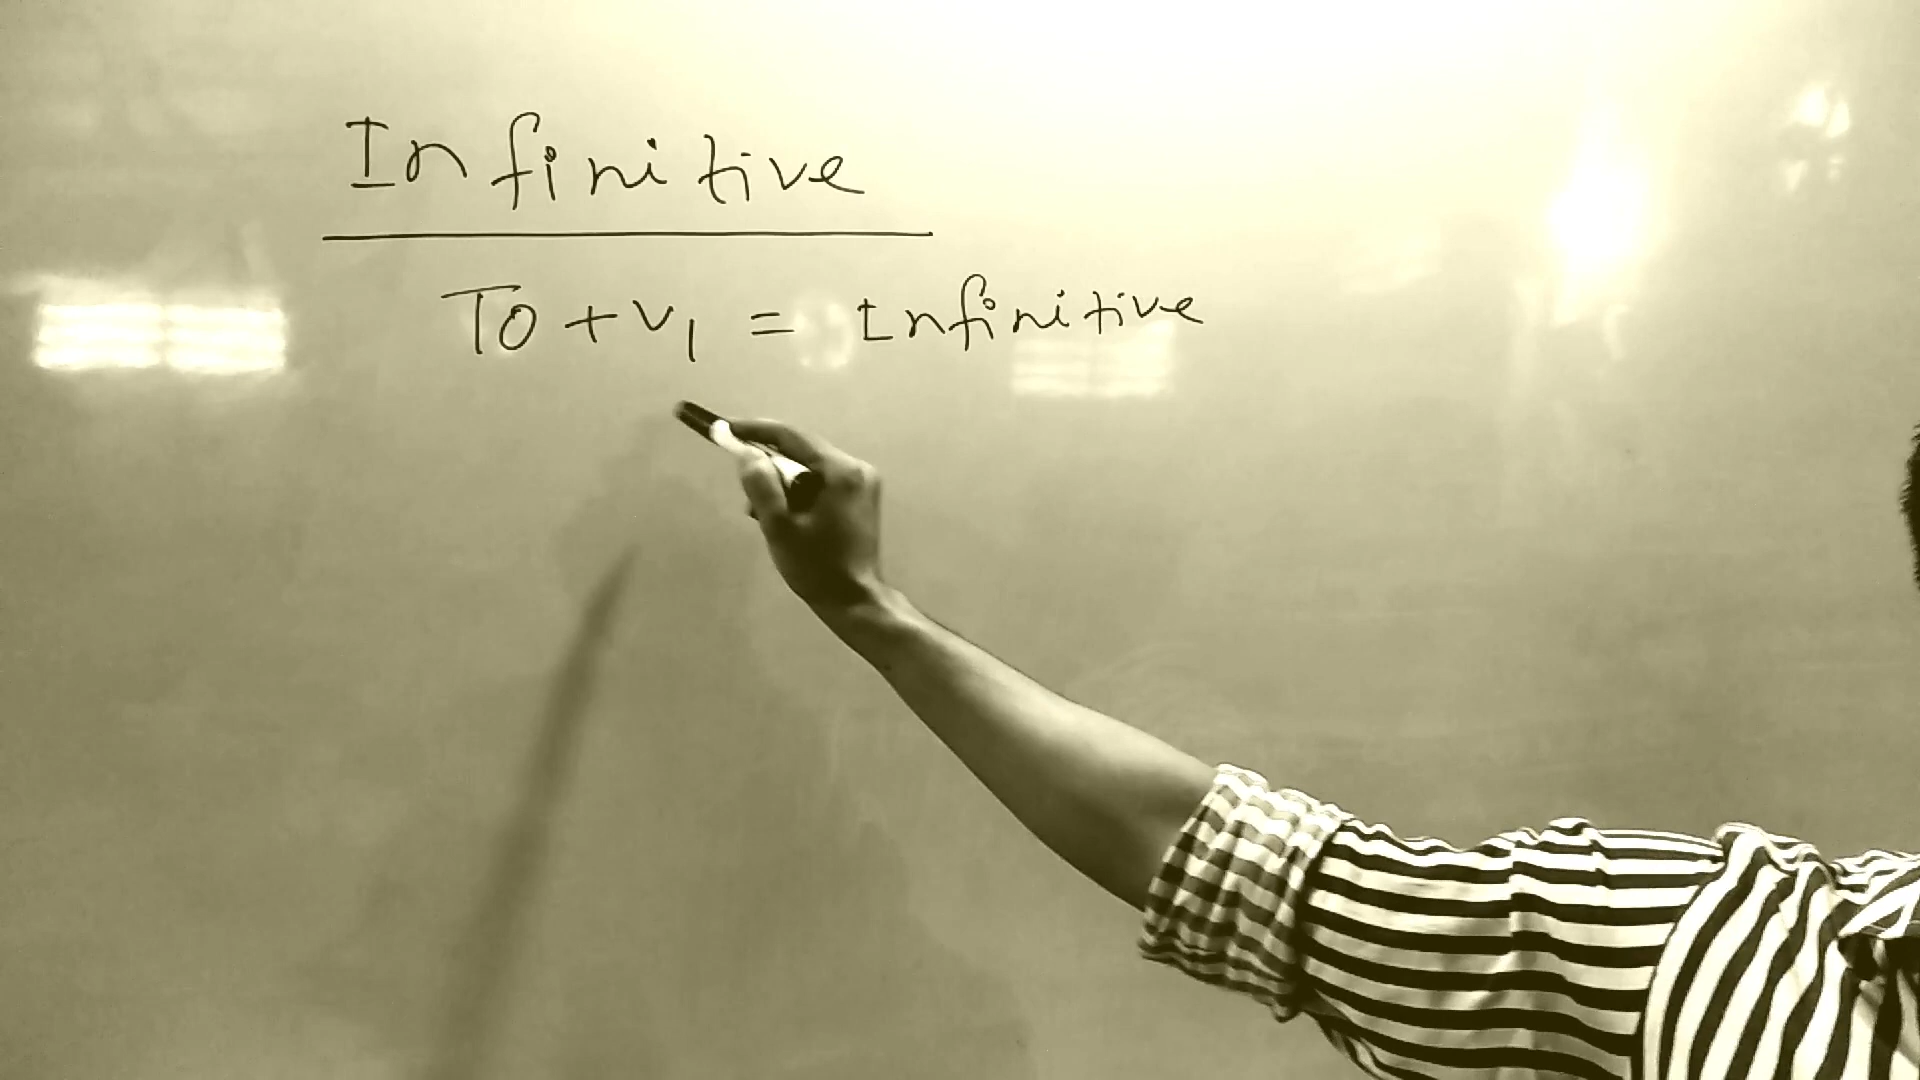 Infinitive
To + V1 = Infinitive